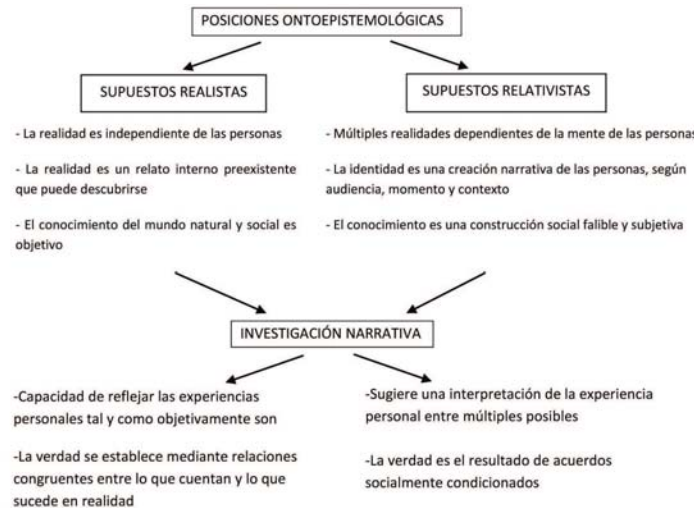 POSICIONES ONTOEPISTEMOLÓGICAS
SUPUESTOS REALISTAS
- La realidad es independiente de las personas
- La realidad es un relato interno preexistente
que puede descubrirse
- El conocimiento del mundo natural y social es
objetivo
SUPUESTOS RELATIVISTAS
- Múltiples realidades dependientes de la mente de las personas
- La identidad es una creación narrativa de las personas, según
audiencia, momento y contexto
- El conocimiento es una construcción social falible y subjetiva
INVESTIGACIÓN NARRATIVA
-Capacidad de reflejar las experiencias
personales tal y como objetivamente son
-La verdad se establece mediante relaciones
congruentes entre lo que cuentan y lo que
sucede en realidad
-Sugiere una interpretación de la experiencia
personal entre múltiples posibles
-La verdad es el resultado de acuerdos
socialmente condicionados